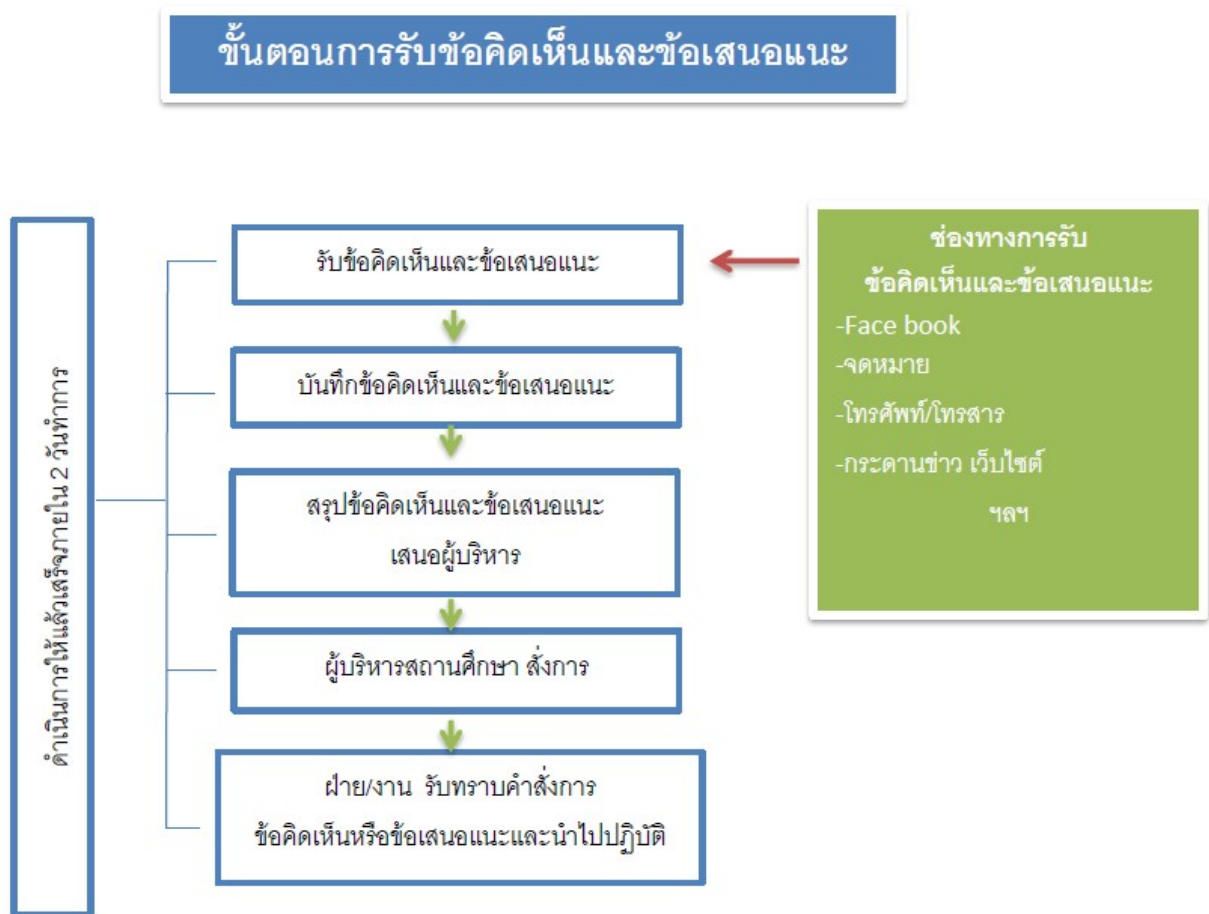 ขั้นตอนการรับข้อคิดเห็นและข้อเสนอแนะ
ดำเนินการให้แล้วเสร็จภายใน 2 วันทำการ
รับข้อคิดเห็นและข้อเสนอแนะ
บันทึกข้อคิดเห็นและข้อเสนอแนะ
สรุปข้อคิดเห็นและข้อเสนอแนะ
เสนอผู้บริหาร
ผู้บริหารสถานศึกษา สั่งการ
ฝ่าย/งาน รับทราบคำสั่งการ
ข้อคิดเห็นหรือข้อเสนอแนะและนำไปปฏิบัติ
ช่องทางการรับ
ข้อคิดเห็นและข้อเสนอแนะ
-Face book
-จดหมาย
-โทรศัพท์/โทรสาร
-กระดานข่าว เว็บไซต์
ฯลฯ